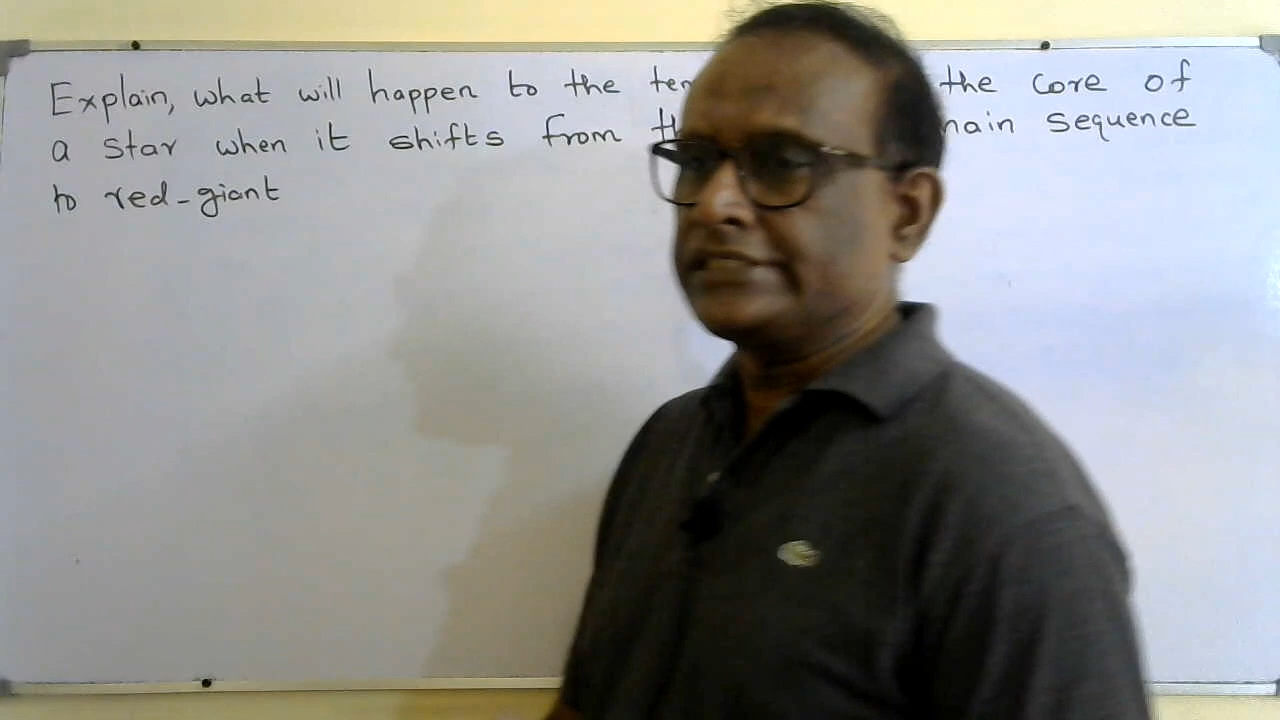 Explain, what will happen to the the core of
a star when it shifts from sequence
to red-giant